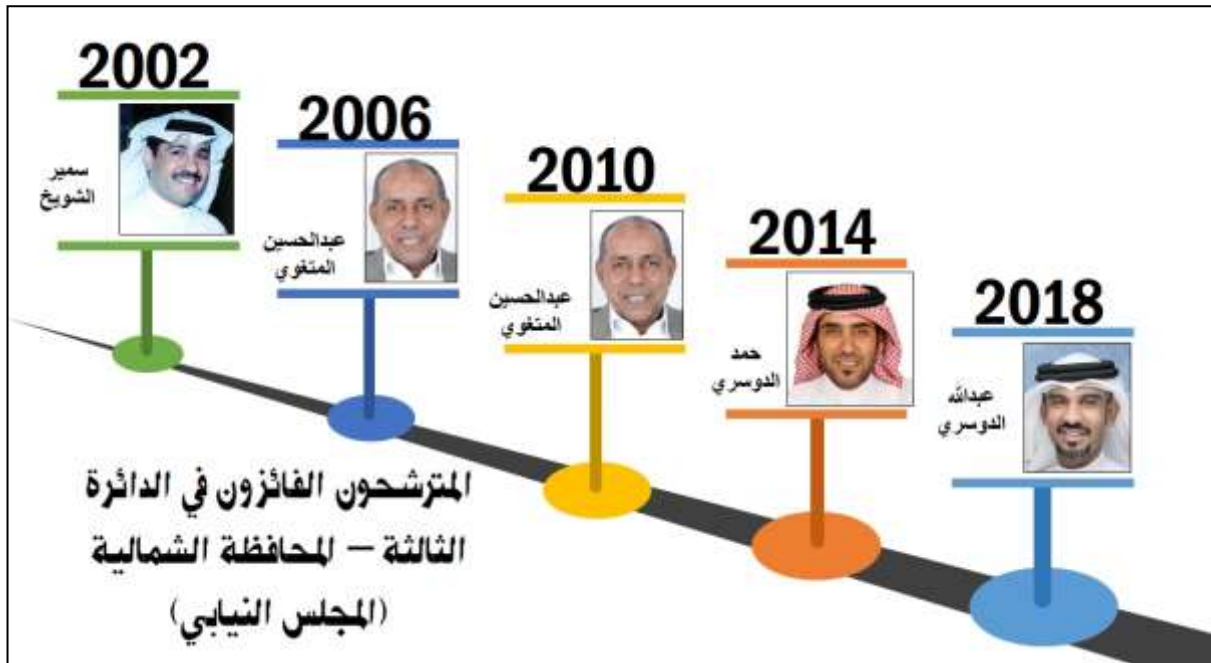 2002
سمير
الشويخ
2006
عبدالحسين
المتغوي
2010
عبدالحسين
المتغوي
2014
حمد
الدوسري
2018
عبدالله
الدوسري
المترشحون الفائزون في الدائرة
الثالثة – المحافظة الشمالية
(المجلس النيابي)